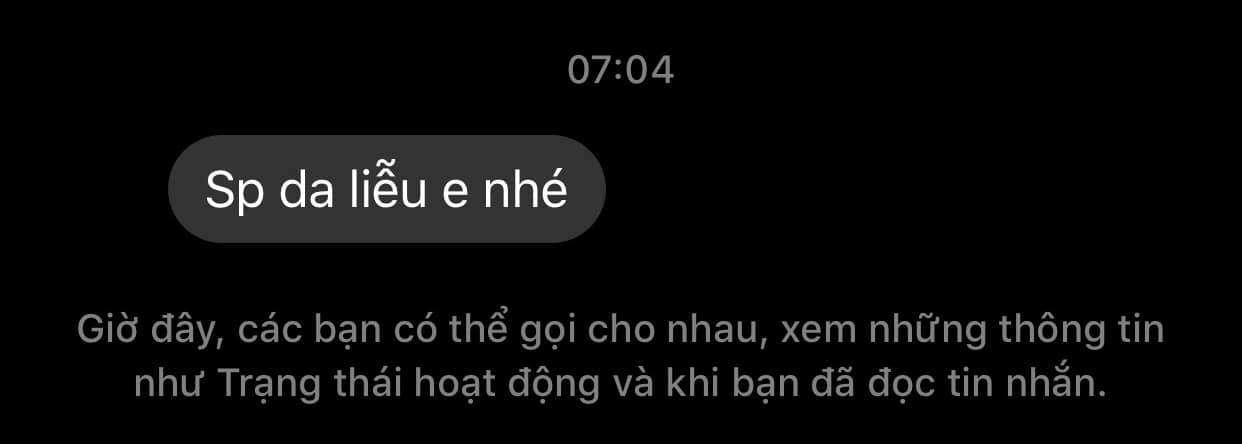 07:04
Sp da liễu e nhé
Giờ đây, các bạn có thể gọi cho nhau, xem những thông tin
như Trạng thái hoạt động và khi bạn đã đọc tin nhắn.